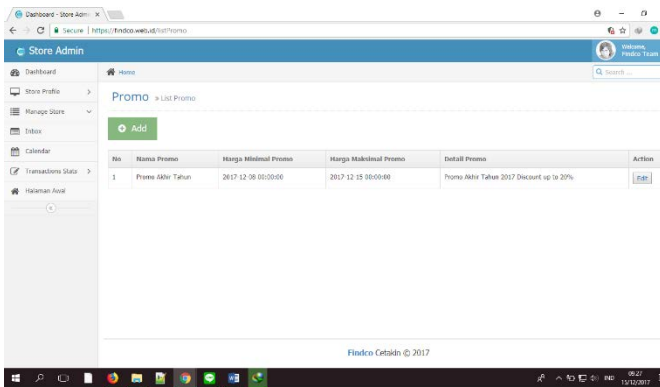 Dashboard - Store Admi
Secure | https://findco.web.id/listPromo
Store Admin
Welcome,
Findco Team
Dashboard
Home
Search ...
Store Profile
Promo » List Promo
Manage Store
Inbox
Add
Calendar
No Nama Promo Harga Minimal Promo Harga Maksimal Promo Detail Promo Action
Transactions Stats
1 Promo Akhir Tahun 2017-12-08 00:00:00 2017-12-15 00:00:00 Promo Akhir Tahun 2017 Discount up to 20% Edit
Halaman Awal
Findco Cetakin © 2017
IND
09.27
15/12/2017